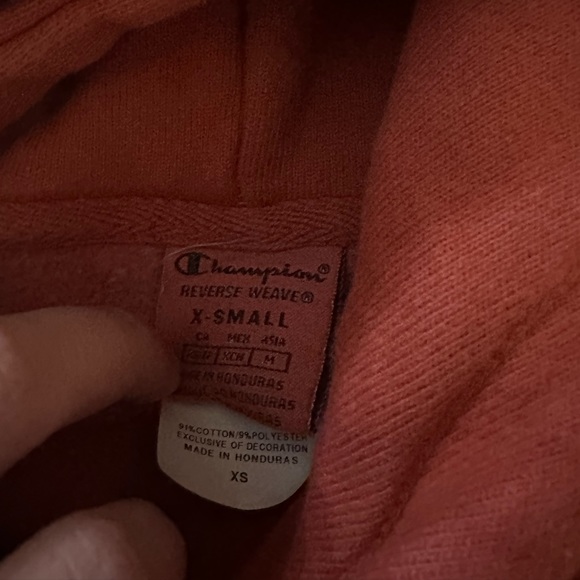 Champion®
REVERSE WEAVE®
X-SMALL
CA MEX ASIA
XCH M
HONDURAS
HONDURAS
91%COTTON/9%POLYESTER
EXCLUSIVE OF DECORATION
MADE IN HONDURAS
XS